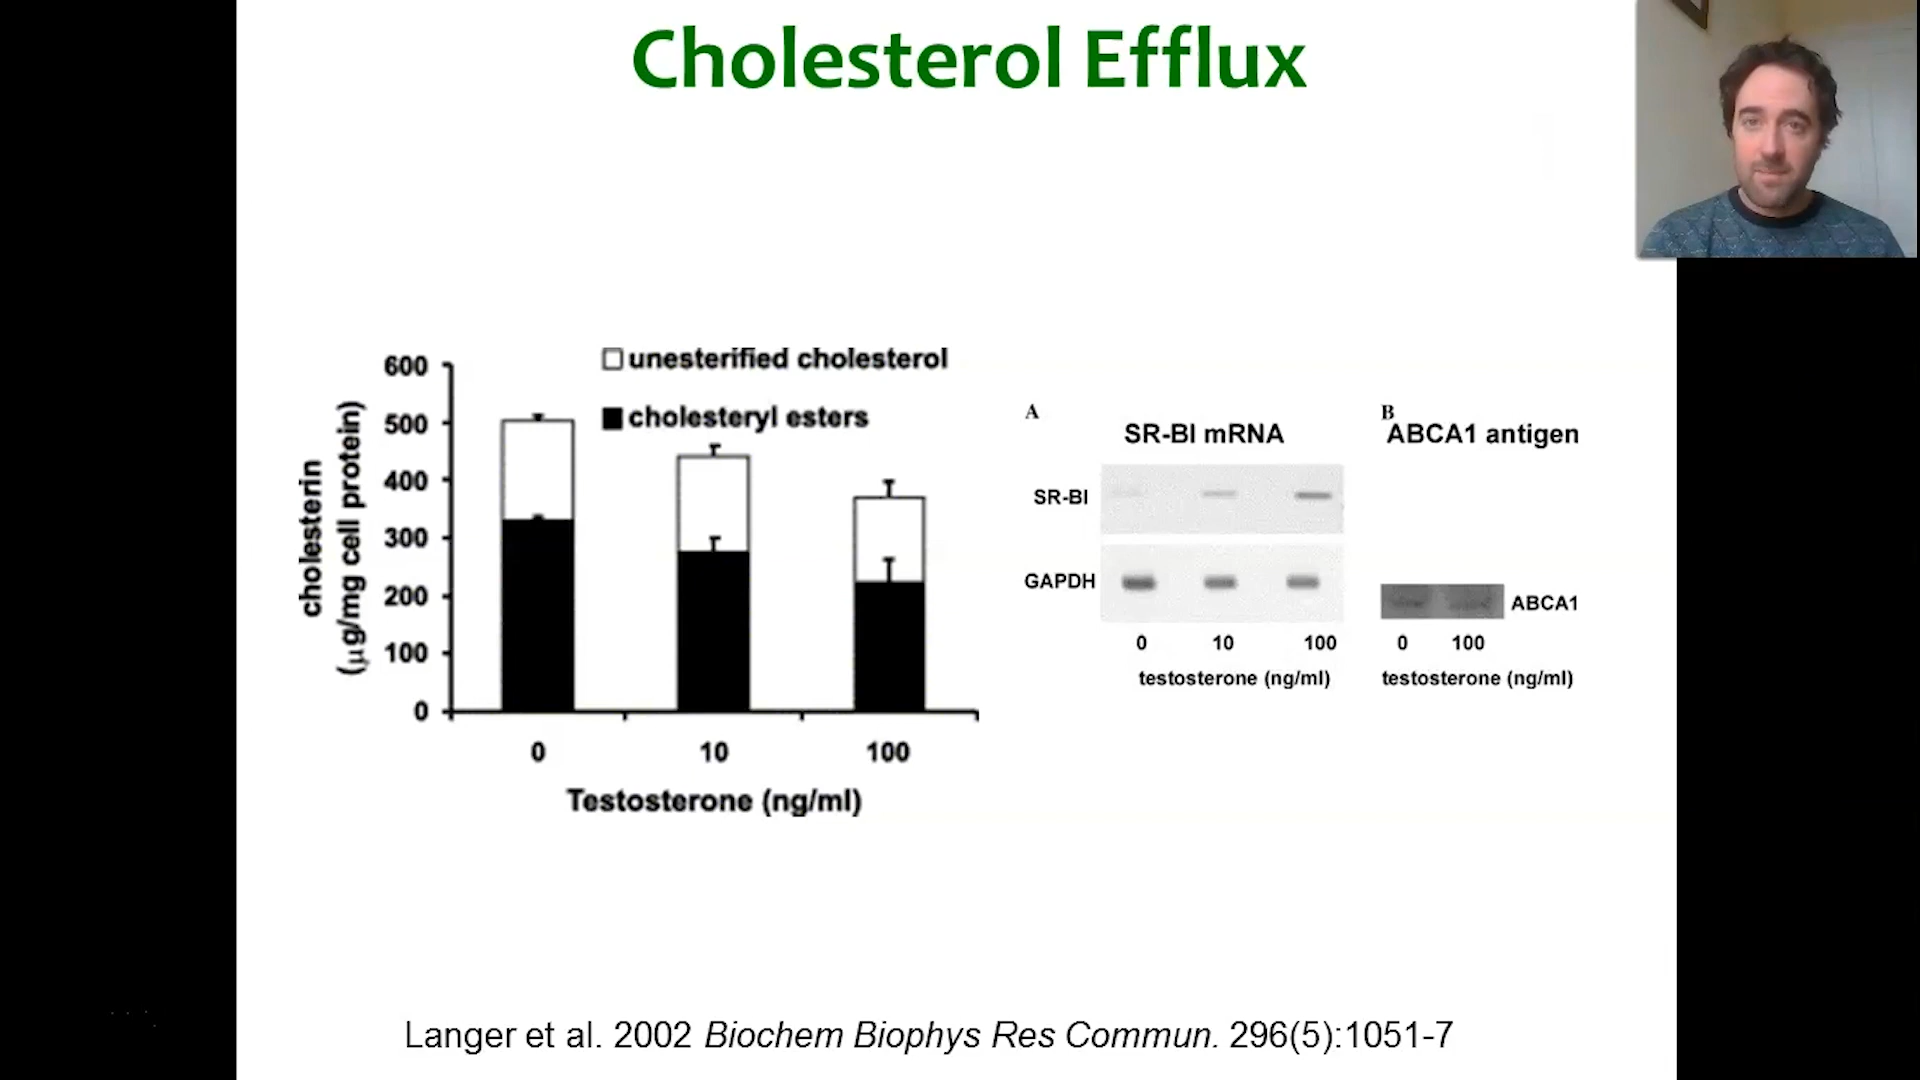 Cholesterol Efflux
600
500
400
300
200
100
0
cholesterin
(µg/mg cell protein)
unesterified cholesterol
cholesteryl esters
0 10 100
Testosterone (ng/ml)
A
SR-BI mRNA
SR-BI
GAPDH
0 10 100
testosterone (ng/ml)
B
ABCA1 antigen
ABCA1
0 100
testosterone (ng/ml)
Langer et al. 2002 Biochem Biophys Res Commun. 296(5):1051-7